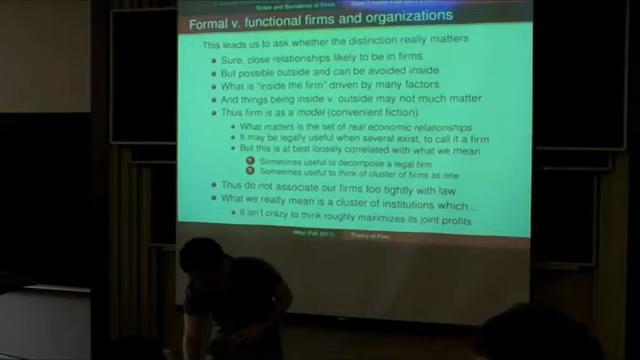 Scope and Boundaries of Firms
Formal v. functional firms and organizations
This leads us to ask whether the distinction really matters
Sure, close relationships likely to be in firms
But possible outside and can be avoided inside
What is "inside the firm" driven by many factors
And things being inside v. outside may not much matter
Thus firm is as a model (convenient fiction)
What matters is the set of real economic relationships
It may be legally useful when several exist, to call it a firm
But this is at best loosely correlated with what we mean
Sometimes useful to decompose a legal firm
Sometimes useful to think of cluster of firms as one
Thus do not associate our firms too tightly with law
What we really mean is a cluster of institutions which...
It isn't crazy to think roughly maximizes its joint profits
(Fall 2011)
Theory of Firm